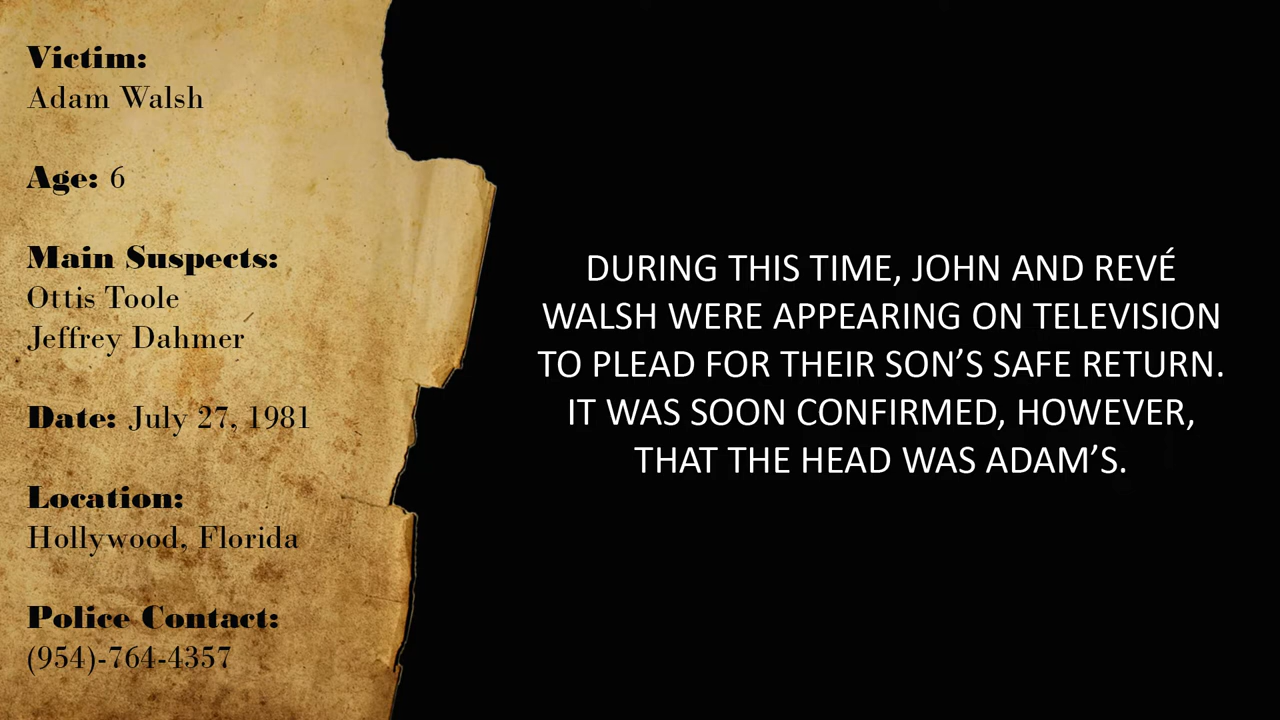 Victim:
Adam Walsh
Age: 6
Main Suspects:
Ottis Toole
Jeffrey Dahmer
Date: July 27, 1981
Location:
Hollywood, Florida
Police Contact:
(954)-764-4357
DURING THIS TIME, JOHN AND REVÉ
WALSH WERE APPEARING ON TELEVISION
TO PLEAD FOR THEIR SON’S SAFE RETURN.
IT WAS SOON CONFIRMED, HOWEVER,
THAT THE HEAD WAS ADAM’S.